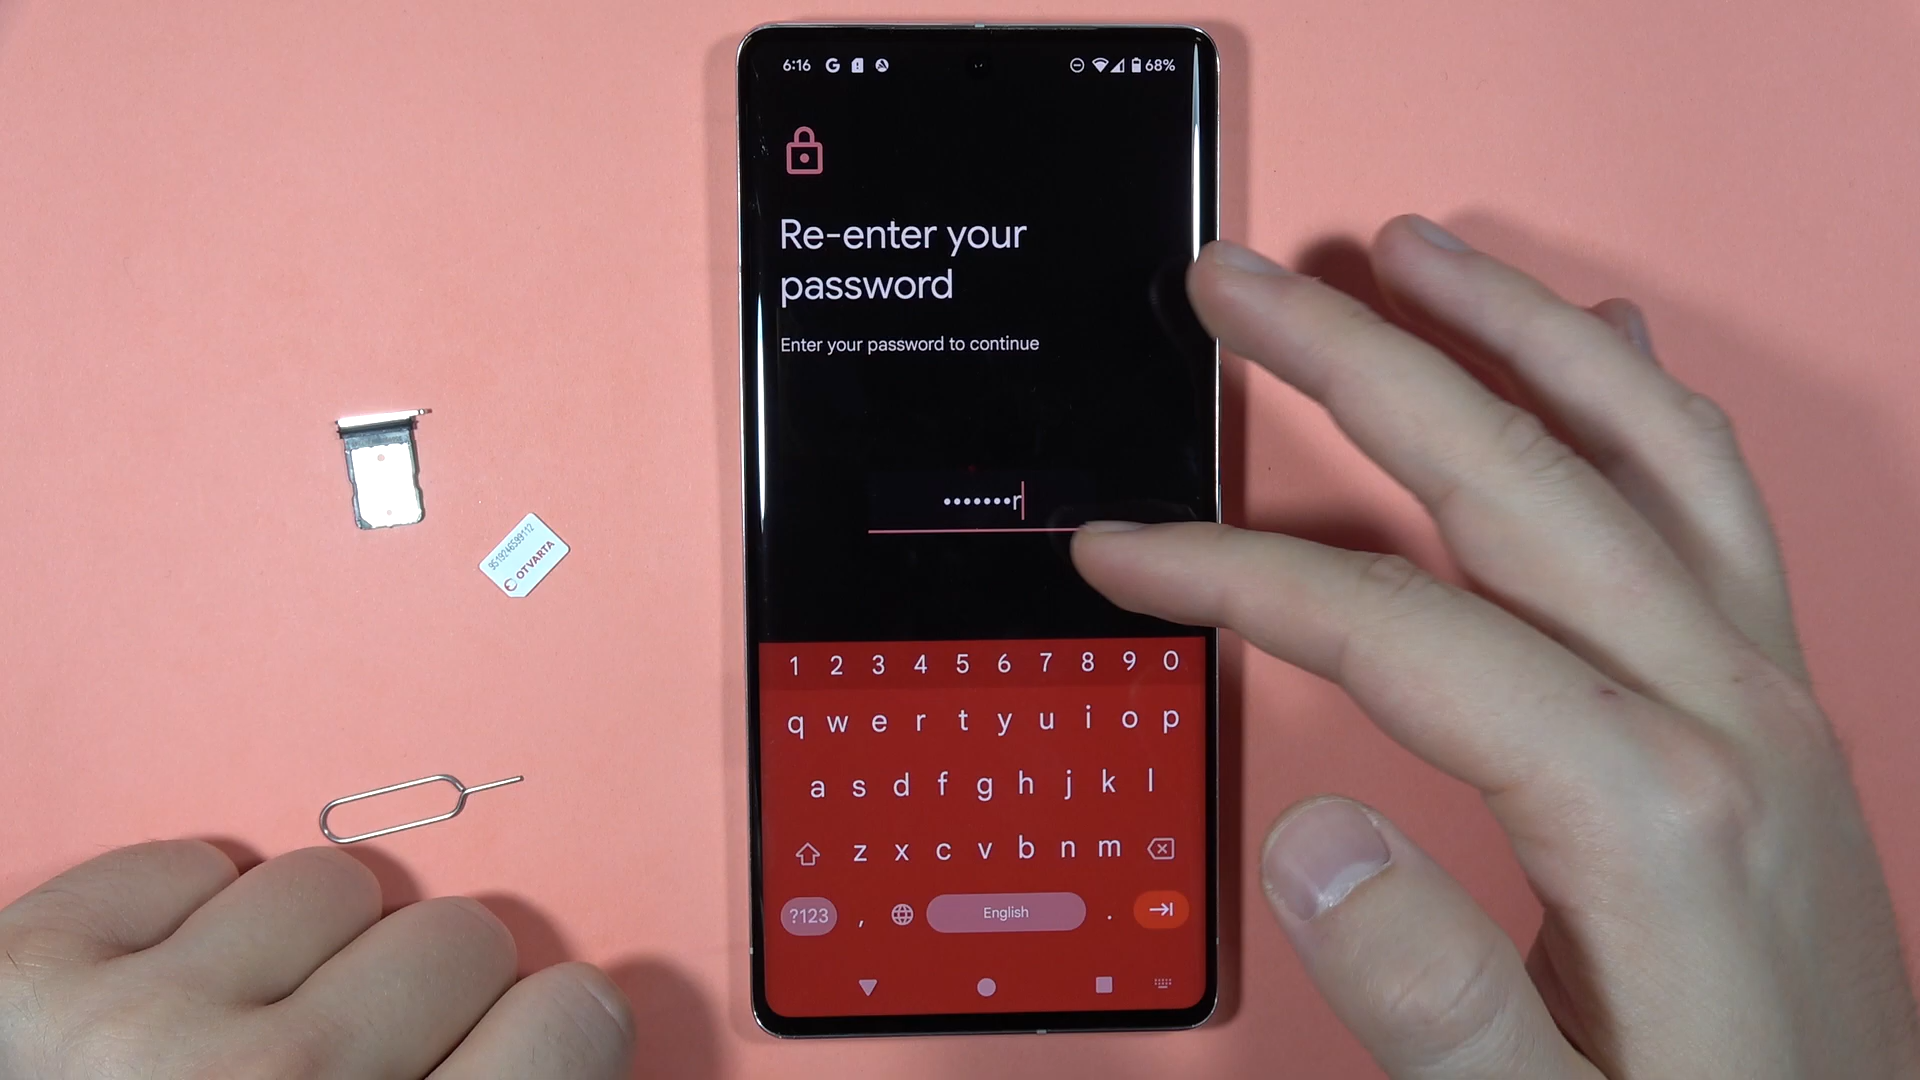 6:16 G 68%
Re-enter your
password
Enter your password to continue
•••••••r
1 2 3 4 5 6 7 8 9 0
q w e r t y u i o p
a s d f g h j k l
z x c v b n m
?123 , English .
9519246599112
OTVARTA